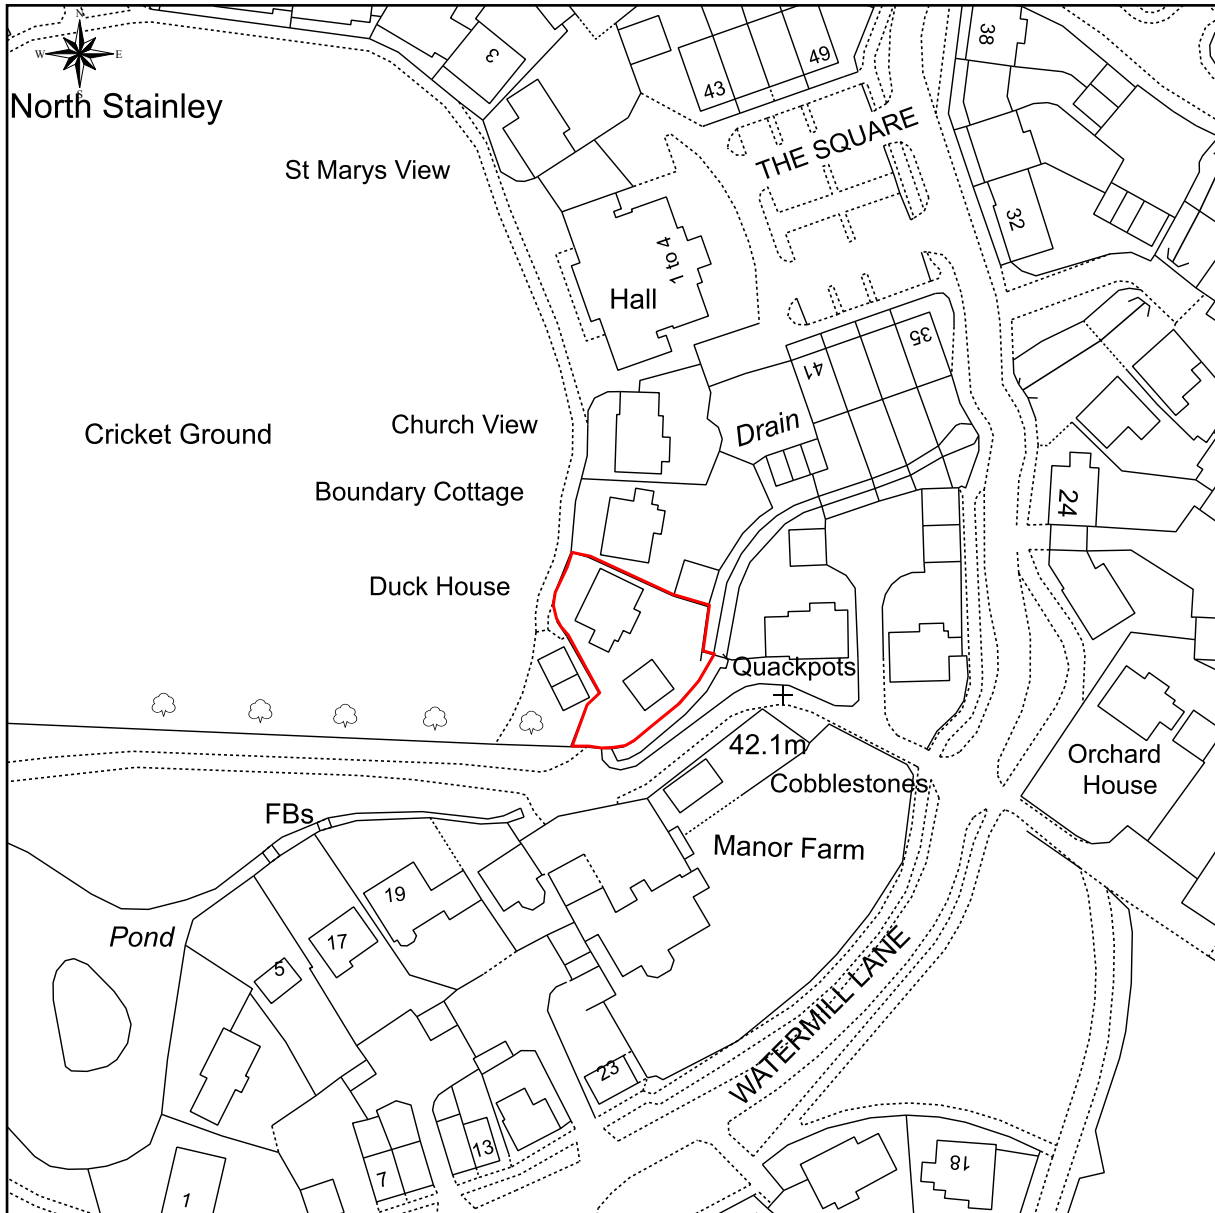 N
W
E
S
North Stainley
3
43
49
38
THE SQUARE
St Marys View
32
1 to 4
Hall
35
41
Church View
Drain
Cricket Ground
Boundary Cottage
24
Duck House
Quackpots
42.1m
Orchard
House
Cobblestones
FBs
Manor Farm
19
Pond
17
5
WATERMILL LANE
23
13
18
7
1